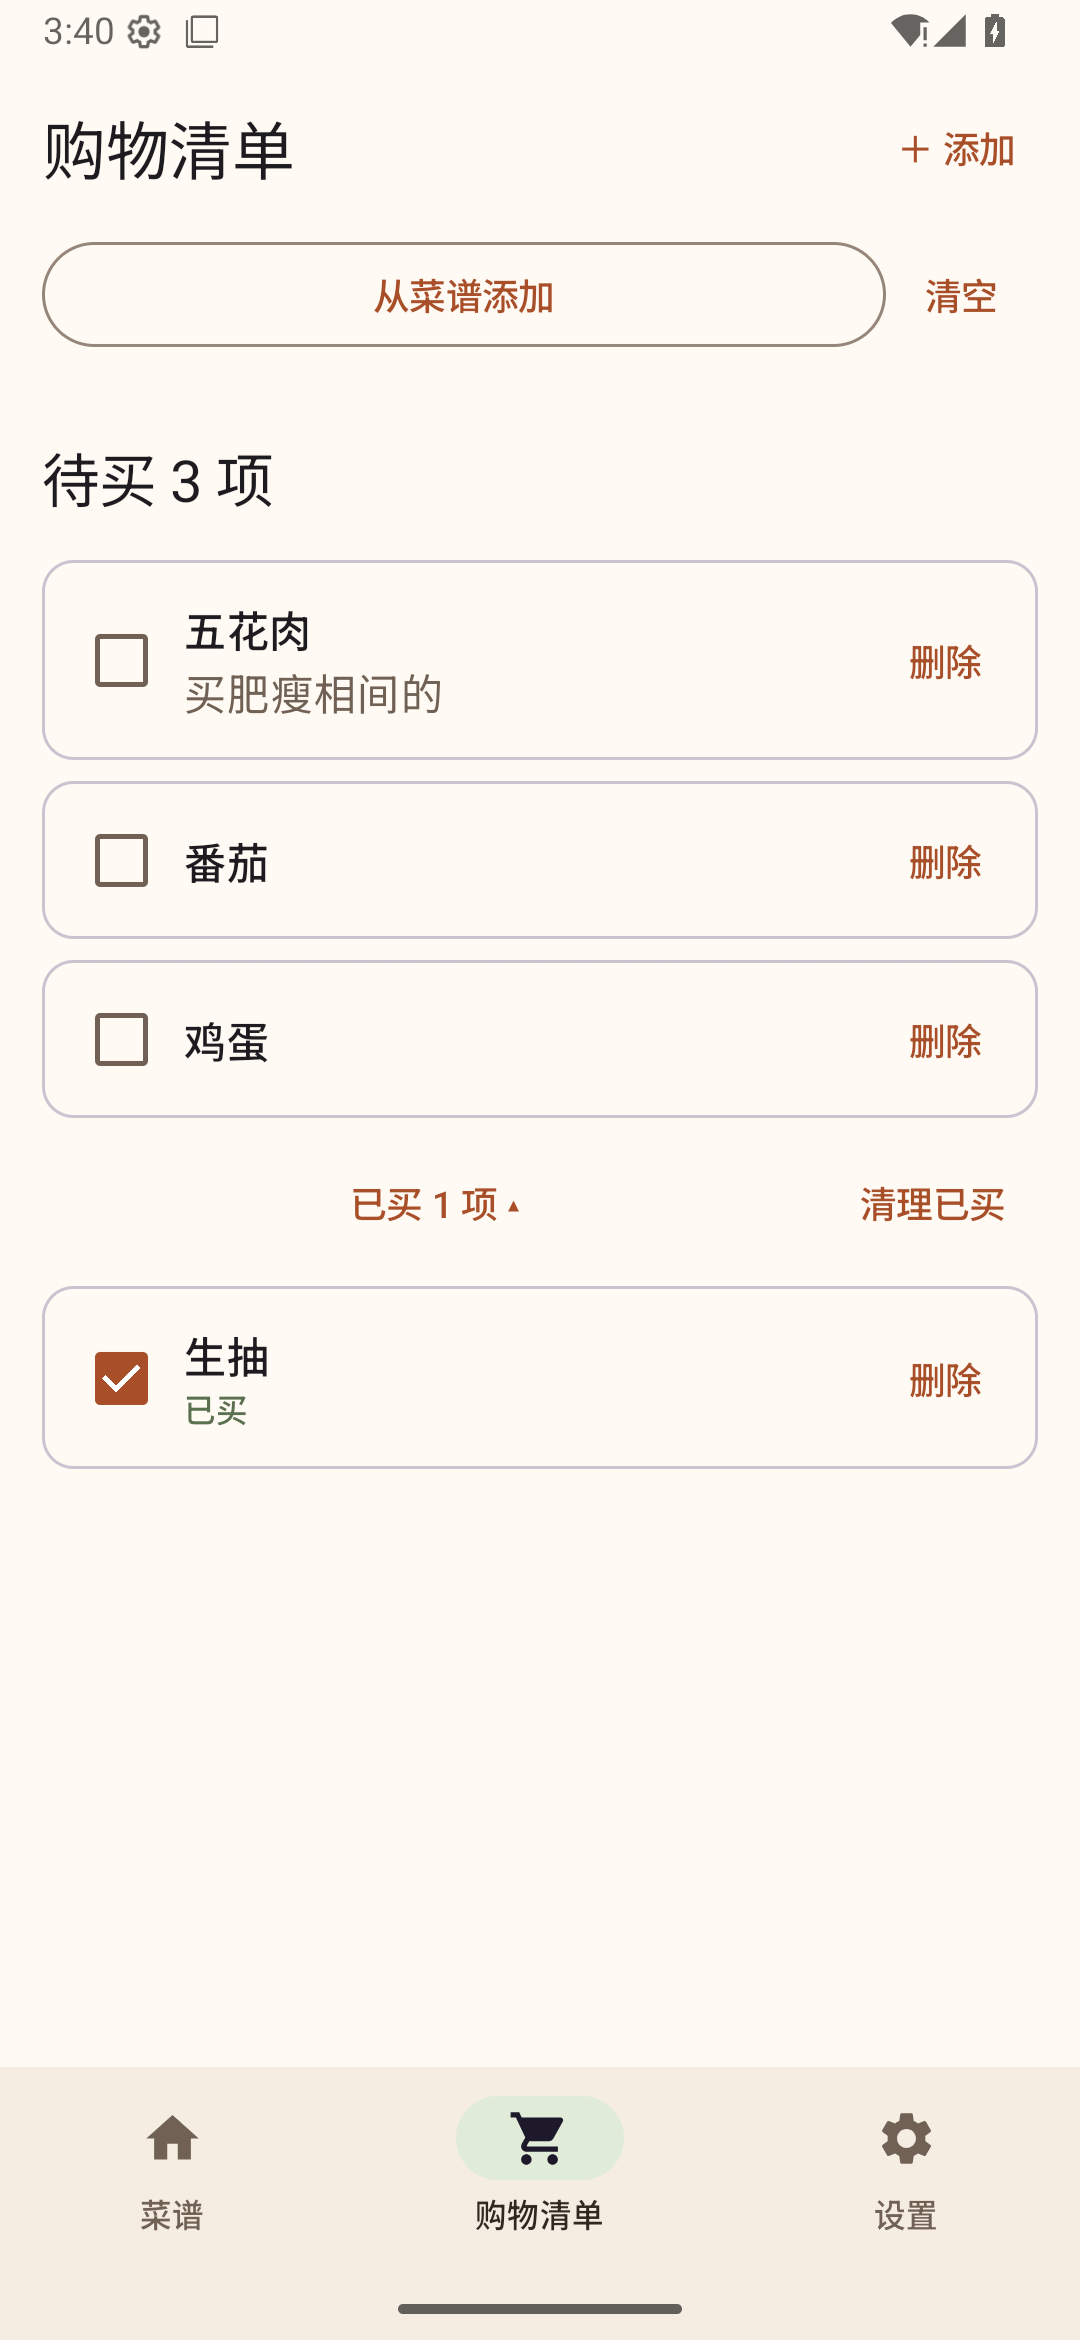 3:40
购物清单
+ 添加
从菜谱添加
清空
待买 3 项
五花肉
买肥瘦相间的
删除
番茄
删除
鸡蛋
删除
已买 1 项 ▴
清理已买
生抽
已买
删除
菜谱
购物清单
设置